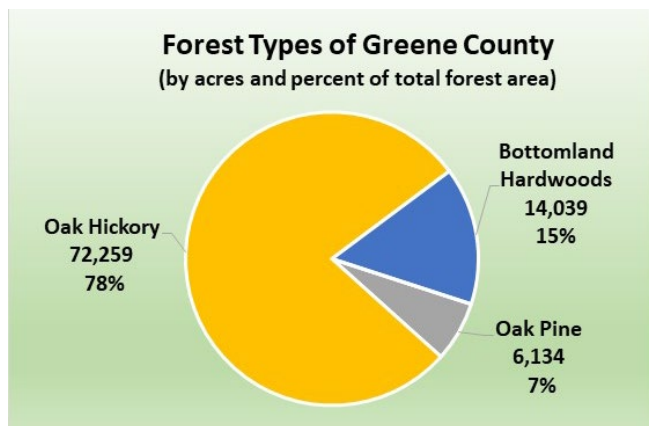 Forest Types of Greene County
(by acres and percent of total forest area)
Bottomland
Hardwoods
14,039
15%
Oak Hickory
72,259
78%
Oak Pine
6,134
7%